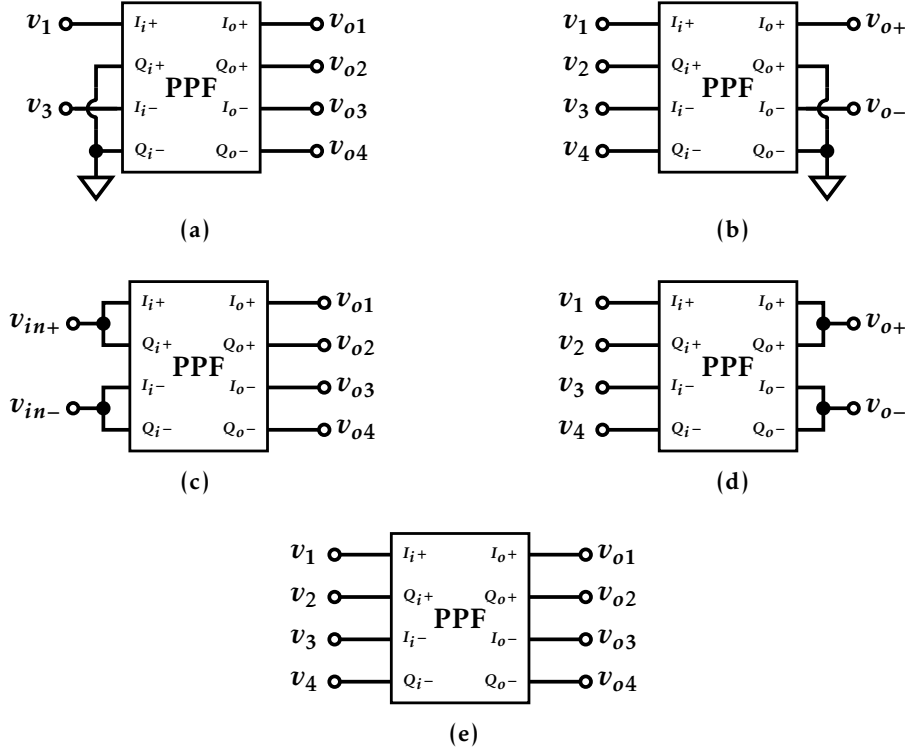 v1 Ii+ Io+ vo1
Qi+ Qo+ vo2
PPF
v3 Ii− Io− vo3
Qi− Qo− vo4
(a)
v1 Ii+ Io+ vo+
v2 Qi+ Qo+
PPF
v3 Ii− Io− vo−
v4 Qi− Qo−
(b)
vin+ Ii+ Io+ vo1
Qi+ Qo+ vo2
PPF
vin− Ii− Io− vo3
Qi− Qo− vo4
(c)
v1 Ii+ Io+ vo+
v2 Qi+ Qo+
PPF
v3 Ii− Io− vo−
v4 Qi− Qo−
(d)
v1 Ii+ Io+ vo1
v2 Qi+ Qo+ vo2
PPF
v3 Ii− Io− vo3
v4 Qi− Qo− vo4
(e)